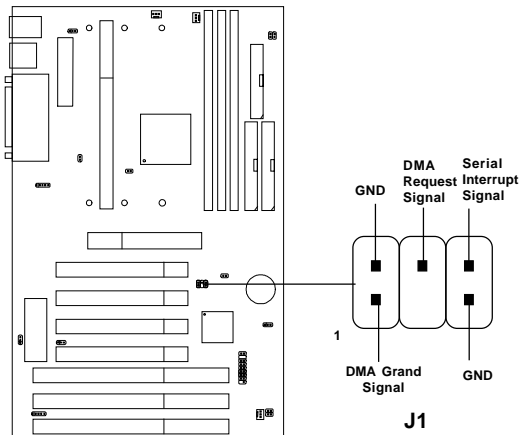 DMA
Request
Signal
Serial
Interrupt
Signal
GND
1
DMA Grand
Signal
GND
J1